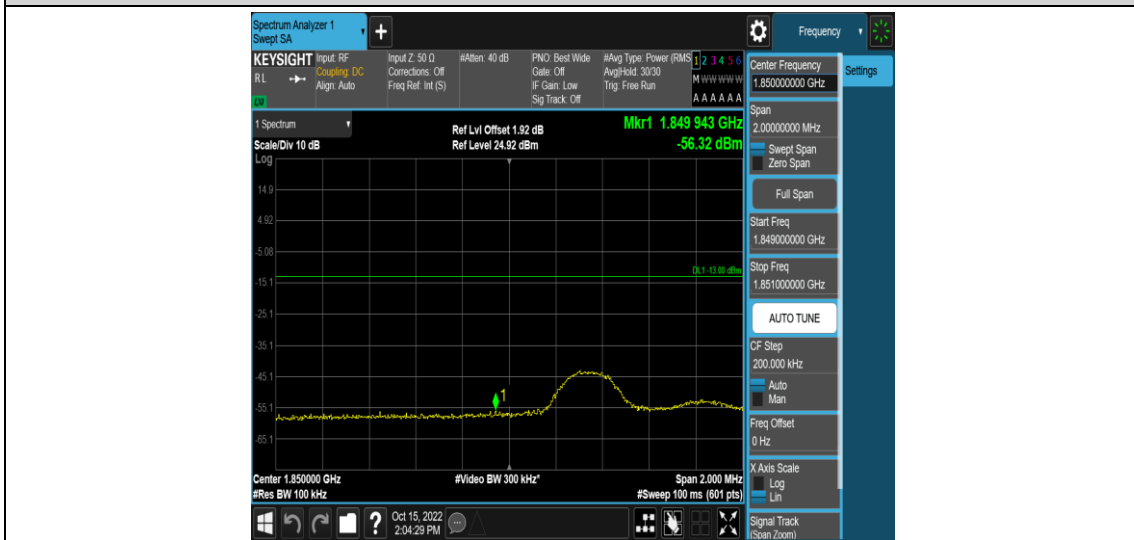 Spectrum Analyzer 1
Swept SA
+
Frequency
KEYSIGHT
RL
LXI
Input: RF
Coupling: DC
Align: Auto
Input Z: 50 Ω
Corrections: Off
Freq Ref: Int (S)
#Atten: 40 dB
PNO: Best Wide
Gate: Off
IF Gain: Low
Sig Track: Off
#Avg Type: Power (RMS
Avg|Hold: 30/30
Trig: Free Run
1 2 3 4 5 6
M W W W W W
A A A A A A
1 Spectrum
Scale/Div 10 dB
Log
Ref Lvl Offset 1.92 dB
Ref Level 24.92 dBm
Mkr1 1.849 943 GHz
-56.32 dBm
14.9
4.92
-5.08
DL1 -13.00 dBm
-15.1
-25.1
-35.1
-45.1
1
-55.1
-65.1
Center 1.850000 GHz
#Res BW 100 kHz
#Video BW 300 kHz*
Span 2.000 MHz
#Sweep 100 ms (601 pts)
Oct 15, 2022
2:04:29 PM
?
Center Frequency
1.850000000 GHz
Settings
Span
2.00000000 MHz
Swept Span
Zero Span
Full Span
Start Freq
1.849000000 GHz
Stop Freq
1.851000000 GHz
AUTO TUNE
CF Step
200.000 kHz
Auto
Man
Freq Offset
0 Hz
X Axis Scale
Log
Lin
Signal Track
(Span Zoom)